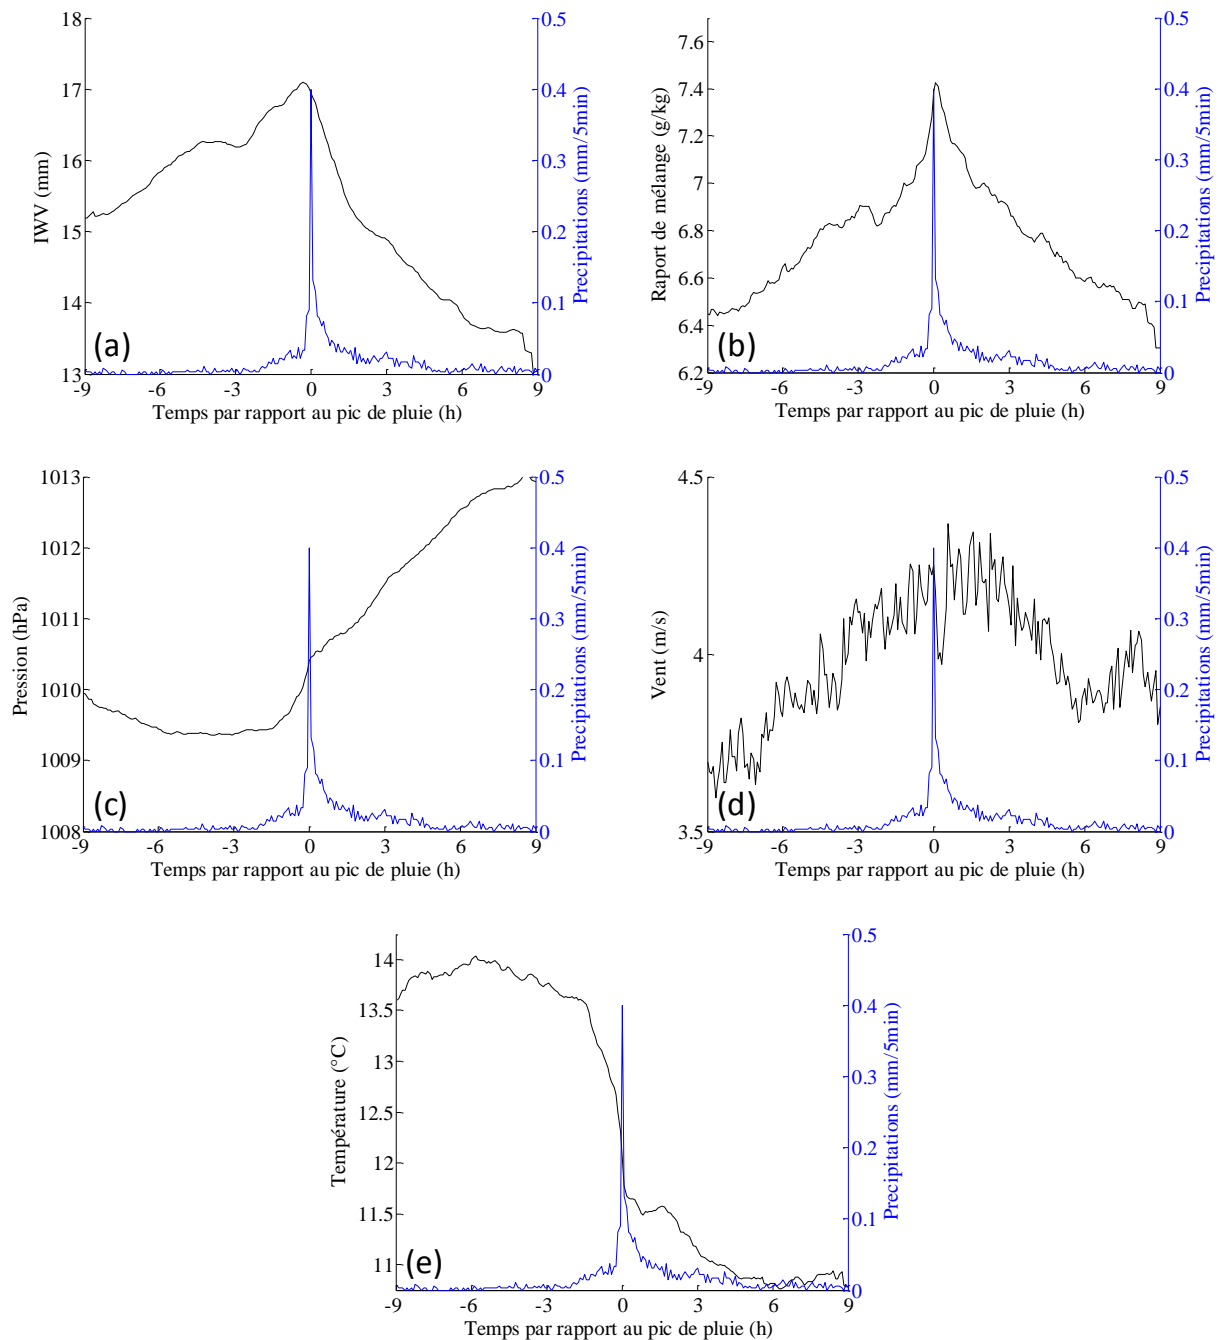 18
17
16
15
14
13
IWV (mm)
0.5
0.4
0.3
0.2
0.1
0
Precipitations (mm/5min)
(a)
-9 -6 -3 0 3 6 9
Temps par rapport au pic de pluie (h)
7.6
7.4
7.2
7
6.8
6.6
6.4
6.2
Raport de mélange (g/kg)
0.5
0.4
0.3
0.2
0.1
0
Precipitations (mm/5min)
(b)
-9 -6 -3 0 3 6 9
Temps par rapport au pic de pluie (h)
1013
1012
1011
1010
1009
1008
Pression (hPa)
0.5
0.4
0.3
0.2
0.1
0
Precipitations (mm/5min)
(c)
-9 -6 -3 0 3 6 9
Temps par rapport au pic de pluie (h)
4.5
4
3.5
Vent (m/s)
0.5
0.4
0.3
0.2
0.1
0
Precipitations (mm/5min)
(d)
-9 -6 -3 0 3 6 9
Temps par rapport au pic de pluie (h)
14
13.5
13
12.5
12
11.5
11
Température (°C)
0.5
0.4
0.3
0.2
0.1
0
Precipitations (mm/5min)
(e)
-9 -6 -3 0 3 6 9
Temps par rapport au pic de pluie (h)